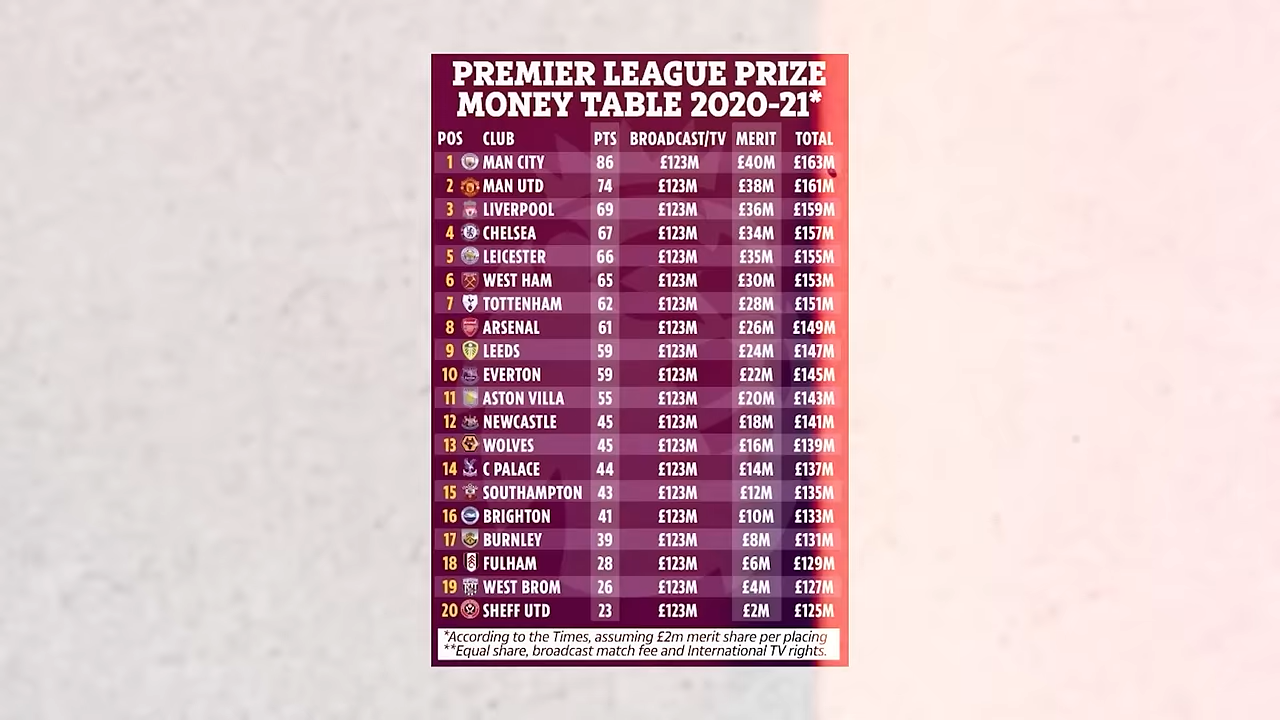 PREMIER LEAGUE PRIZE
MONEY TABLE 2020-21*
POS CLUB PTS BROADCAST/TV MERIT TOTAL
1 MAN CITY 86 £123M £40M £163M
2 MAN UTD 74 £123M £38M £161M
3 LIVERPOOL 69 £123M £36M £159M
4 CHELSEA 67 £123M £34M £157M
5 LEICESTER 66 £123M £35M £155M
6 WEST HAM 65 £123M £30M £153M
7 TOTTENHAM 62 £123M £28M £151M
8 ARSENAL 61 £123M £26M £149M
9 LEEDS 59 £123M £24M £147M
10 EVERTON 59 £123M £22M £145M
11 ASTON VILLA 55 £123M £20M £143M
12 NEWCASTLE 45 £123M £18M £141M
13 WOLVES 45 £123M £16M £139M
14 C PALACE 44 £123M £14M £137M
15 SOUTHAMPTON 43 £123M £12M £135M
16 BRIGHTON 41 £123M £10M £133M
17 BURNLEY 39 £123M £8M £131M
18 FULHAM 28 £123M £6M £129M
19 WEST BROM 26 £123M £4M £127M
20 SHEFF UTD 23 £123M £2M £125M
*According to the Times, assuming £2m merit share per placing
**Equal share, broadcast match fee and International TV rights.